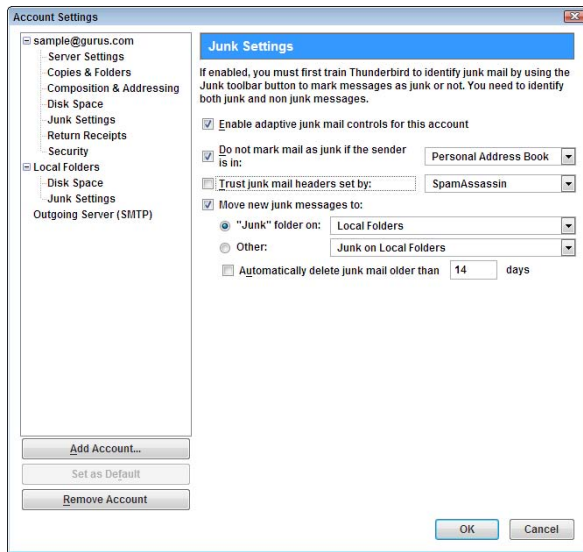 Account Settings
sample@gurus.com
Server Settings
Copies & Folders
Composition & Addressing
Disk Space
Junk Settings
Return Receipts
Security
Local Folders
Disk Space
Junk Settings
Outgoing Server (SMTP)
Add Account...
Set as Default
Remove Account
Junk Settings
If enabled, you must first train Thunderbird to identify junk mail by using the
Junk toolbar button to mark messages as junk or not. You need to identify
both junk and non junk messages.
Enable adaptive junk mail controls for this account
Do not mark mail as junk if the sender
is in:
Personal Address Book
Trust junk mail headers set by:
SpamAssassin
Move new junk messages to:
"Junk" folder on:
Local Folders
Other:
Junk on Local Folders
Automatically delete junk mail older than 14 days
OK
Cancel